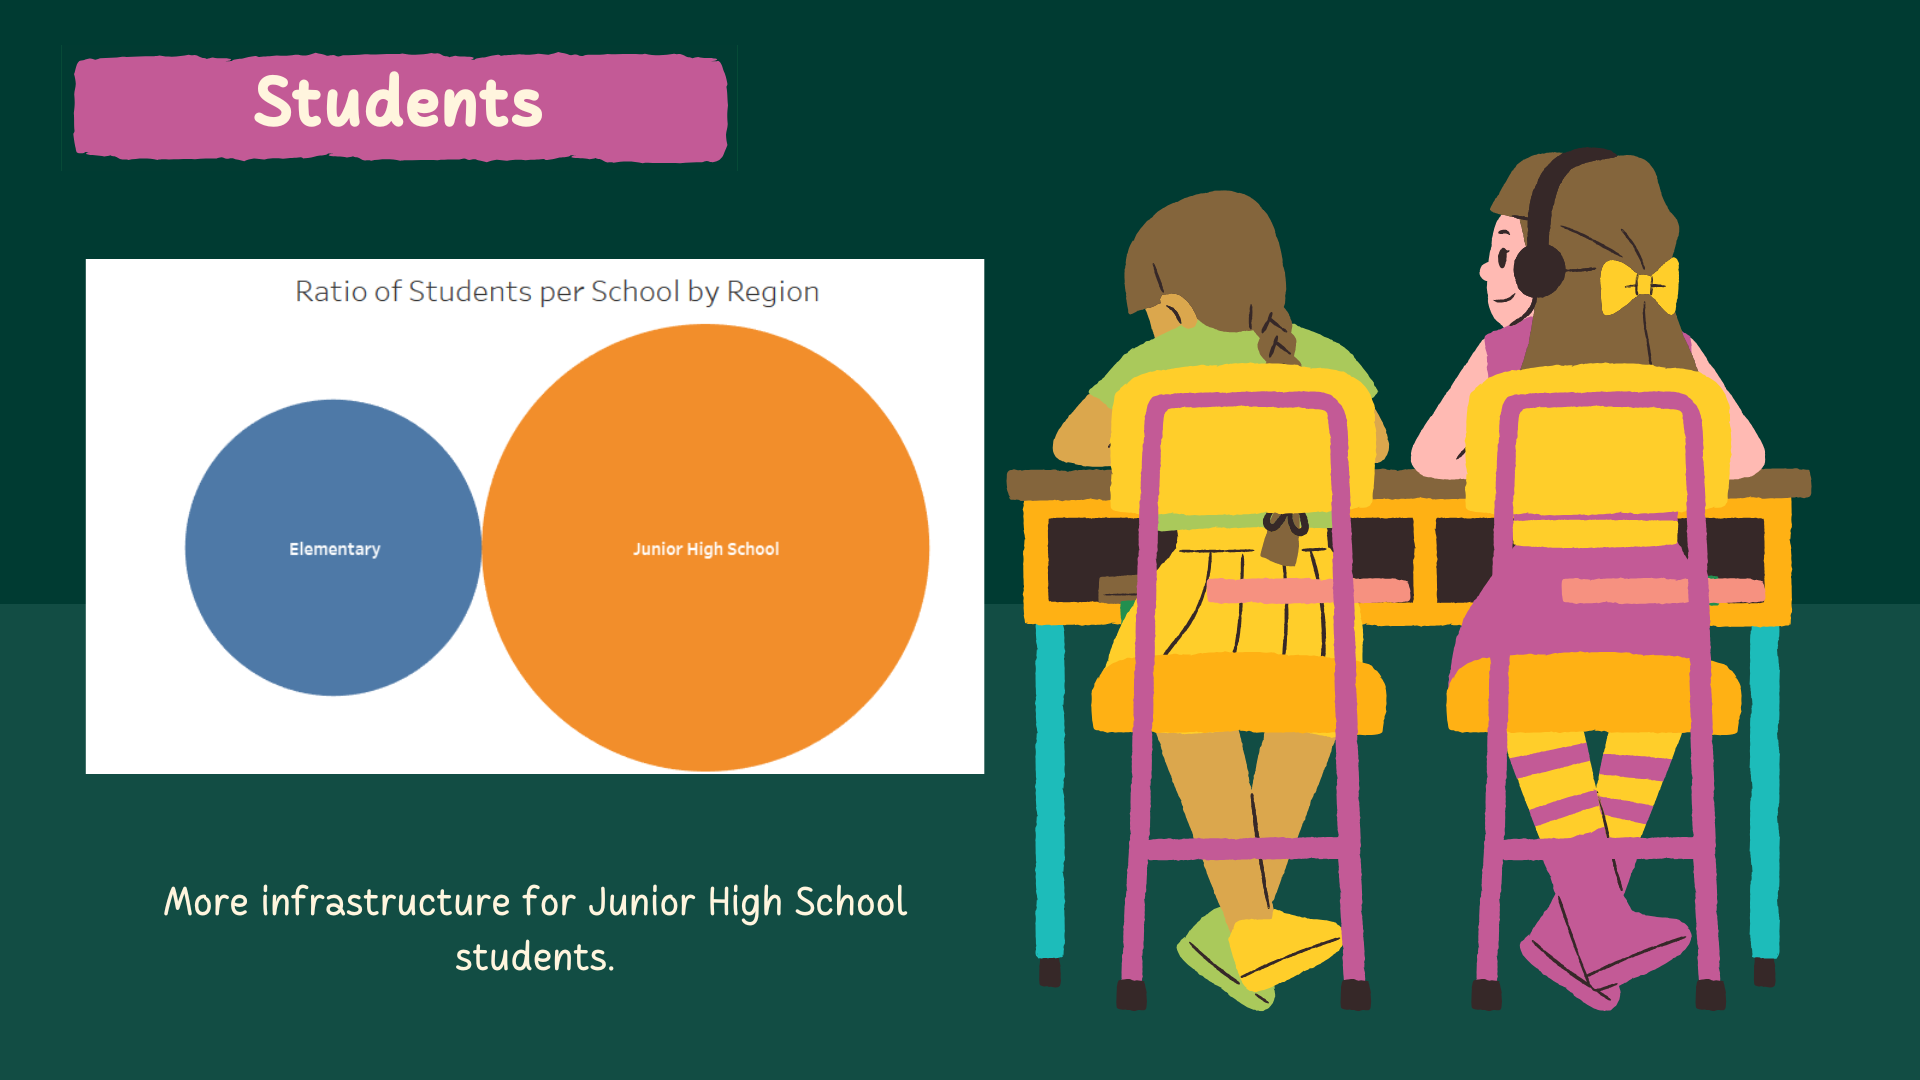 Students
Ratio of Students per School by Region
Elementary
Junior High School
More infrastructure for Junior High School
students.